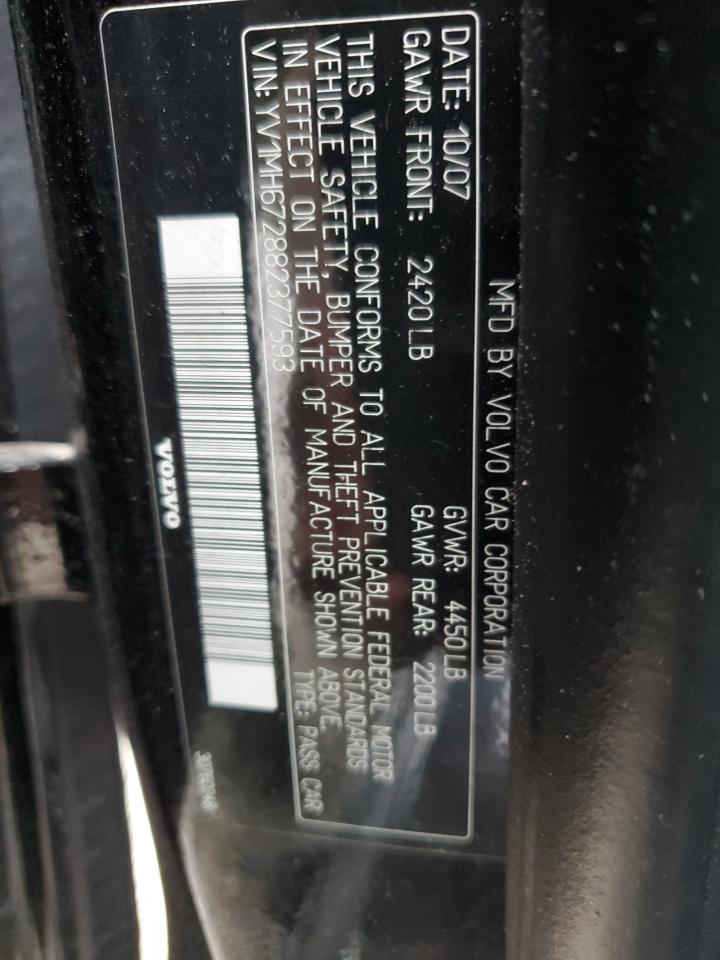 MFD BY VOLVO CAR CORPORATION
DATE: 10/07 GVWR: 4450LB
GAWR FRONT: 2420LB GAWR REAR: 2200LB
THIS VEHICLE CONFORMS TO ALL APPLICABLE FEDERAL MOTOR
VEHICLE SAFETY, BUMPER AND THEFT PREVENTION STANDARDS
IN EFFECT ON THE DATE OF MANUFACTURE SHOWN ABOVE.
VIN: YV1MH672882377593 TYPE: PASS CAR
VOLVO